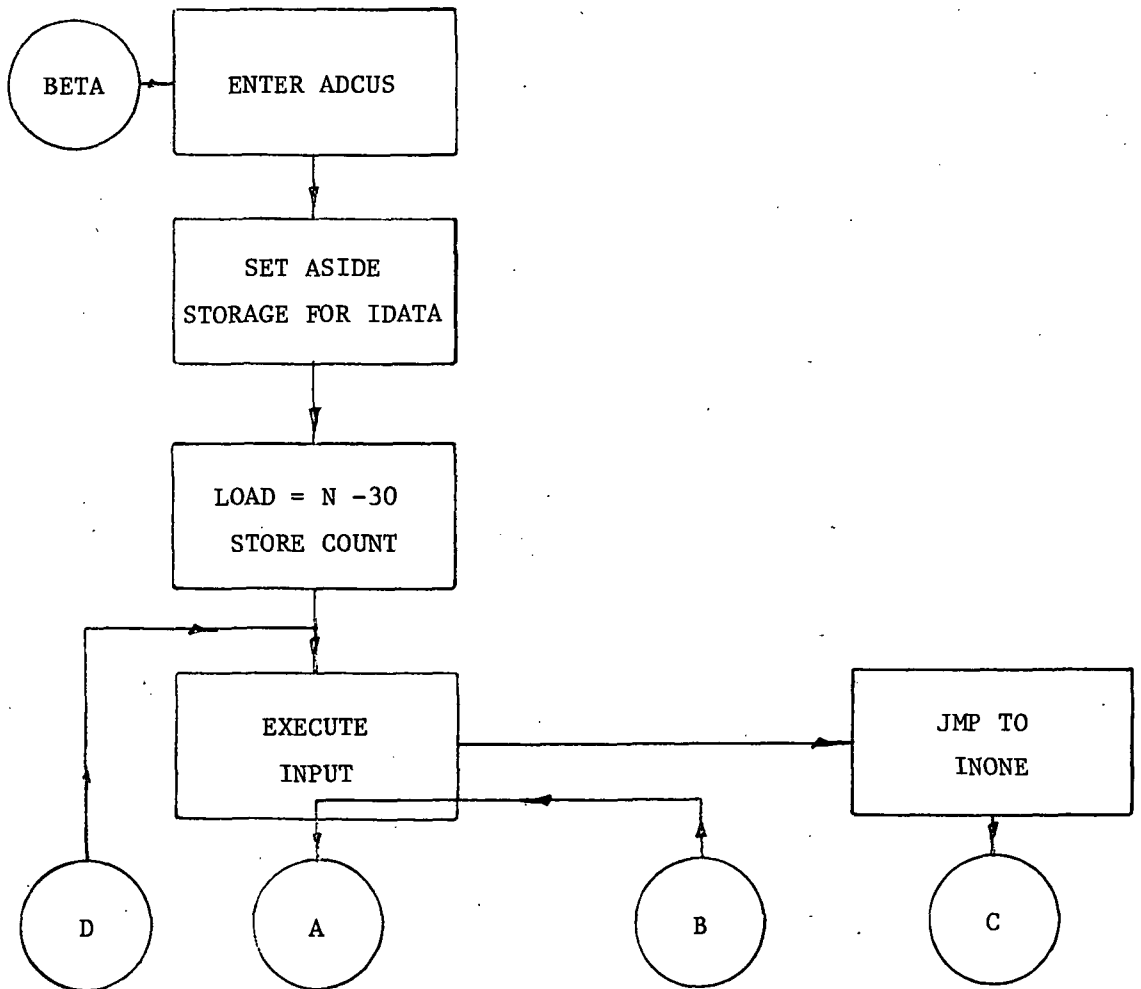 BETA
ENTER ADCUS
SET ASIDE
STORAGE FOR IDATA
LOAD = N -30
STORE COUNT
EXECUTE
INPUT
JMP TO
INONE
D
A
B
C